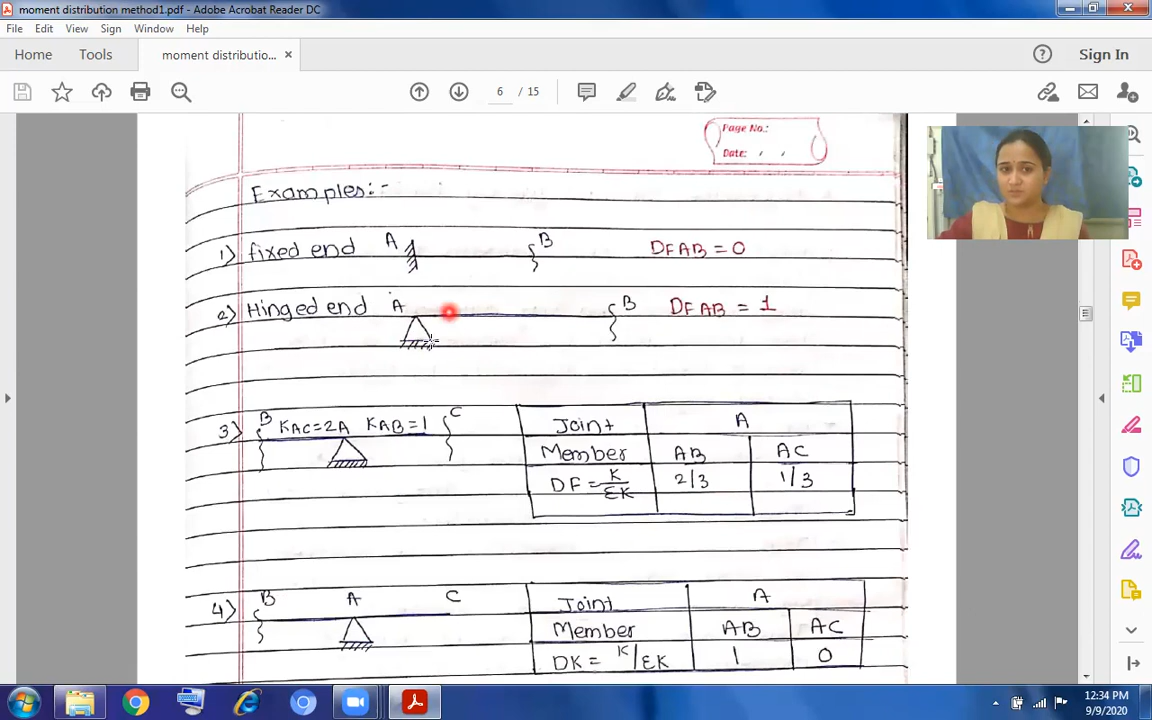 moment distribution method1.pdf - Adobe Acrobat Reader DC
File Edit View Sign Window Help
Home Tools moment distributio... × Sign In
6 / 15
Page No.:
Date: / /
Examples:-
1) fixed end A B DFAB = 0
2) Hinged end A B DFAB = 1
3) B KAC=2A KAB=1 C
Joint A
Member AB AC
DF = K/ΣK 2/3 1/3
4) B A C
Joint A
Member AB AC
DK = K/ΣK 1 0
12:34 PM
9/9/2020